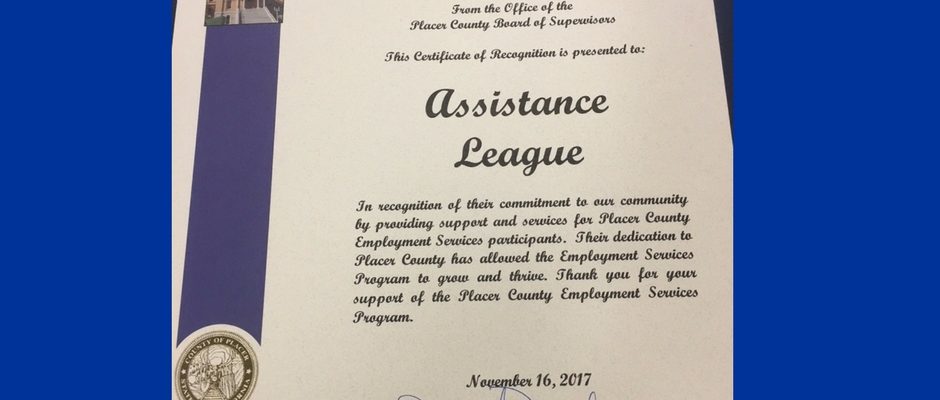 From the Office of the
Placer County Board of Supervisors
This Certificate of Recognition is presented to:
Assistance
League
In recognition of their commitment to our community
by providing support and services for Placer County
Employment Services participants. Their dedication to
Placer County has allowed the Employment Services
Program to grow and thrive. Thank you for your
support of the Placer County Employment Services
Program.
COUNTY OF PLACER
November 16, 2017